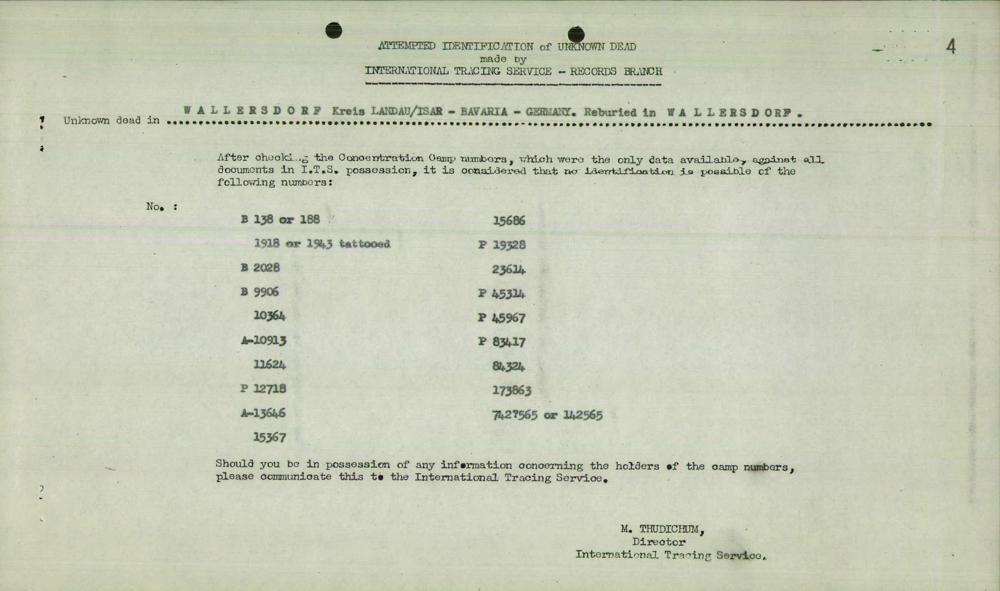 4
ATTEMPTED IDENTIFICATION of UNKNOWN DEAD
made by
INTERNATIONAL TRACING SERVICE - RECORDS BRANCH
Unknown dead in WALLERSDORF Kreis LANDAU/ISAR - BAVARIA - GERMANY. Reburied in WALLERSDORF.
After checking the Concentration Camp numbers, which were the only data available, against all
documents in I.T.S. possession, it is considered that no identification is possible of the
following numbers:
No. :
B 138 or 188
1918 or 1943 tattooed
B 2028
B 9906
10364
A-10913
11624
P 12718
A-13646
15367
15686
P 19328
23614
P 45314
P 45967
P 83417
84324
173863
742?565 or 142565
Should you be in possession of any information concerning the holders of the camp numbers,
please communicate this to the International Tracing Service.
M. THUDICHUM,
Director
International Tracing Service.